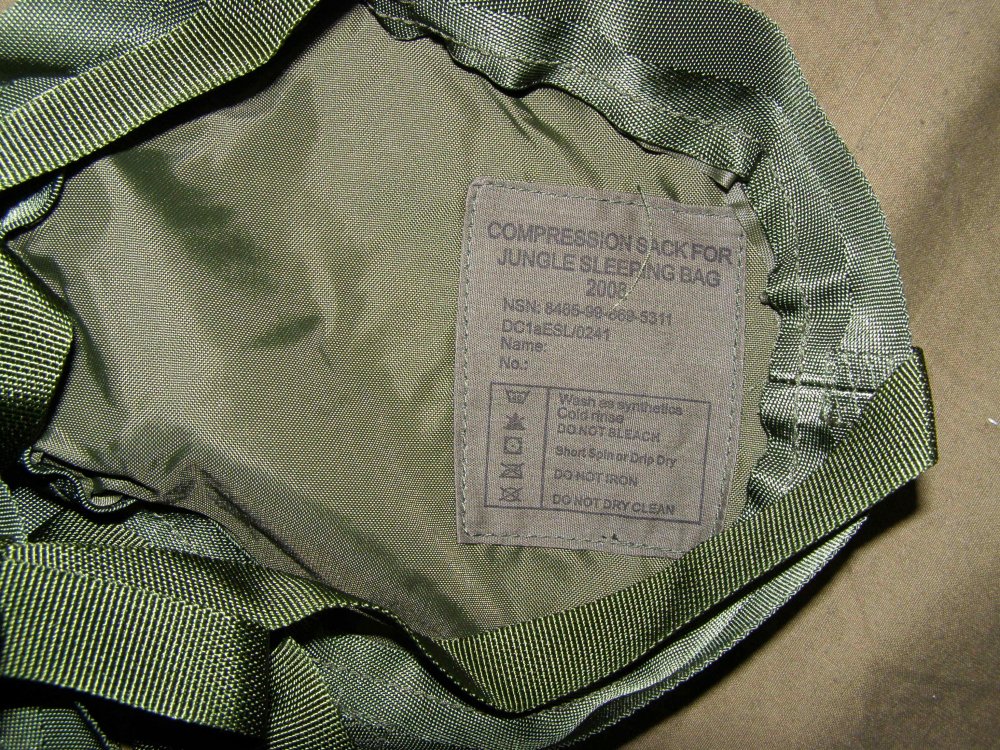 COMPRESSION SACK FOR
JUNGLE SLEEPING BAG
2008
NSN: 8465-99-869-5311
DC1aESL/0241
Name:
No.:
Wash as synthetics
Cold rinse
DO NOT BLEACH
Short Spin or Drip Dry
DO NOT IRON
DO NOT DRY CLEAN